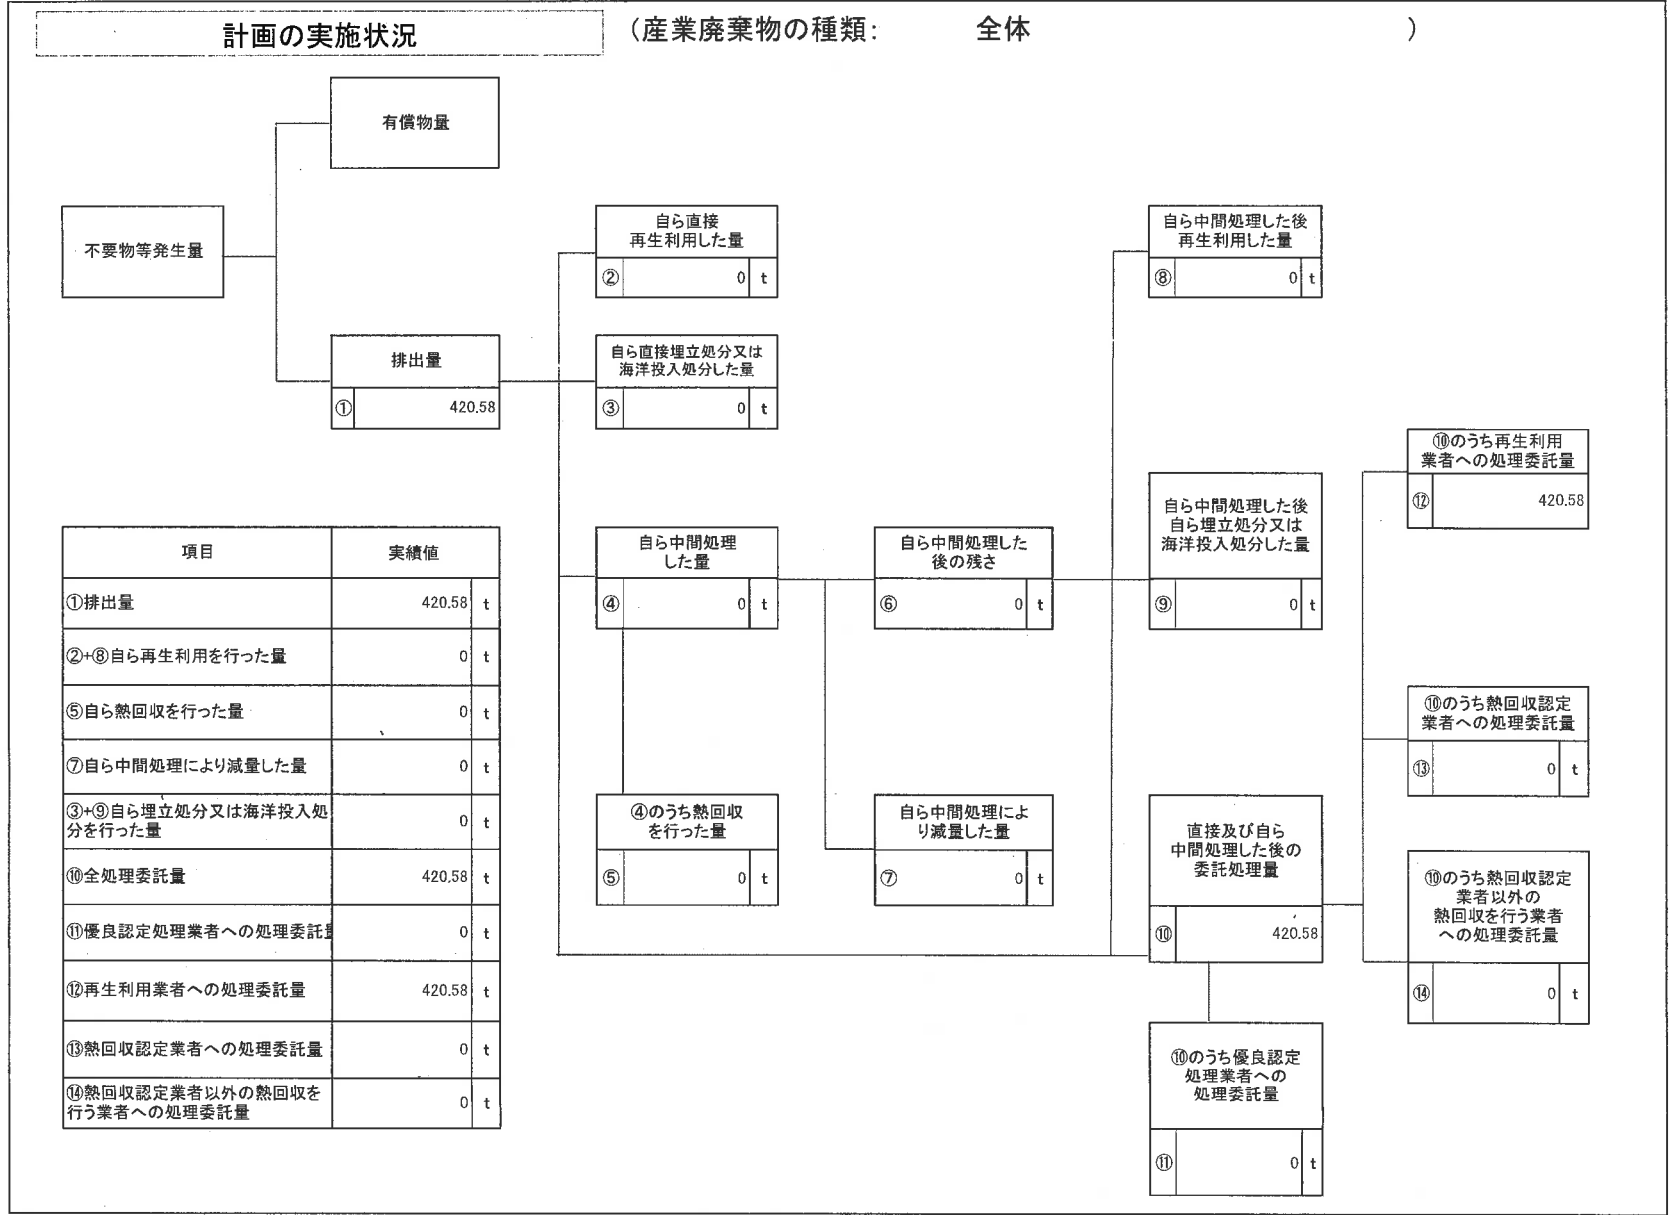 計画の実施状況
(産業廃棄物の種類: 全体 )
有償物量
不要物等発生量
排出量
① 420.58
自ら直接
再生利用した量
② 0 t
自ら直接埋立処分又は
海洋投入処分した量
③ 0 t
自ら中間処理
した量
④ 0 t
④のうち熱回収
を行った量
⑤ 0 t
自ら中間処理した
後の残さ
⑥ 0 t
自ら中間処理によ
り減量した量
⑦ 0 t
自ら中間処理した後
再生利用した量
⑧ 0 t
自ら中間処理した後
自ら埋立処分又は
海洋投入処分した量
⑨ 0 t
直接及び自ら
中間処理した後の
委託処理量
⑩ 420.58
⑩のうち優良認定
処理業者への
処理委託量
⑪ 0 t
⑩のうち再生利用
業者への処理委託量
⑫ 420.58
⑩のうち熱回収認定
業者への処理委託量
⑬ 0 t
⑩のうち熱回収認定
業者以外の
熱回収を行う業者
への処理委託量
⑭ 0 t
項目 実績値
①排出量 420.58 t
②+⑧自ら再生利用を行った量 0 t
⑤自ら熱回収を行った量 0 t
⑦自ら中間処理により減量した量 0 t
③+⑨自ら埋立処分又は海洋投入処
分を行った量 0 t
⑩全処理委託量 420.58 t
⑪優良認定処理業者への処理委託量 0 t
⑫再生利用業者への処理委託量 420.58 t
⑬熱回収認定業者への処理委託量 0 t
⑭熱回収認定業者以外の熱回収を
行う業者への処理委託量 0 t